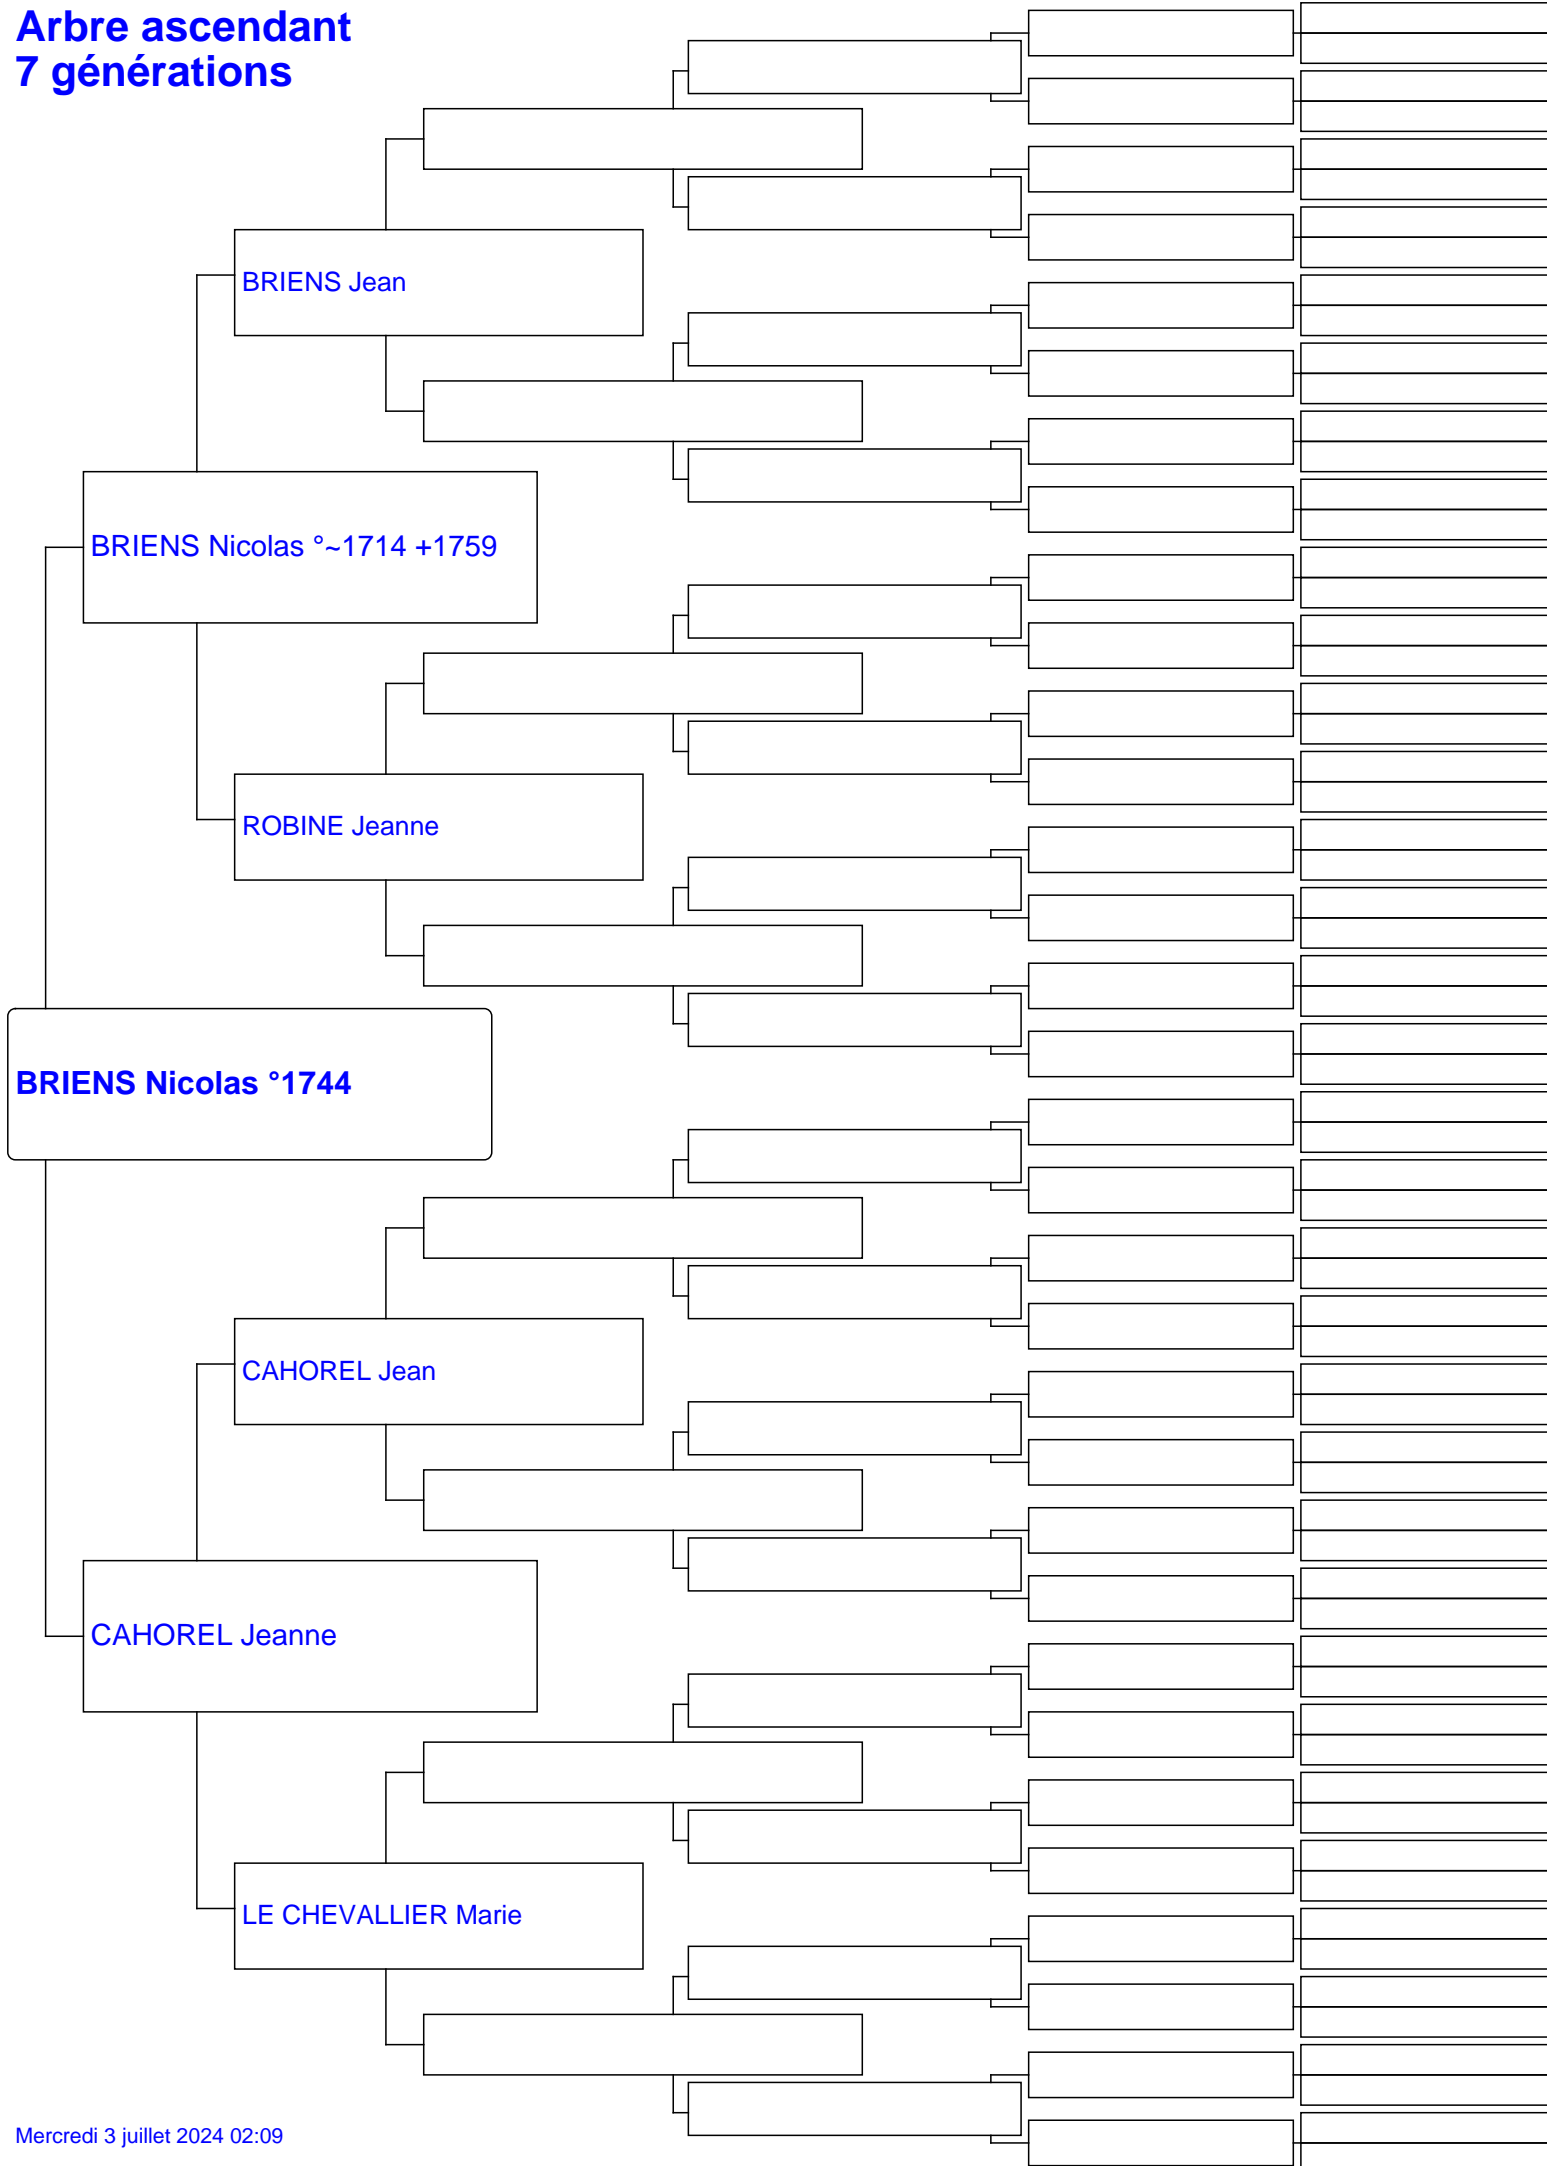 Arbre ascendant
7 générations
BRIENS Jean
BRIENS Nicolas °~1714 +1759
ROBINE Jeanne
BRIENS Nicolas °1744
CAHOREL Jean
CAHOREL Jeanne
LE CHEVALLIER Marie
Mercredi 3 juillet 2024 02:09